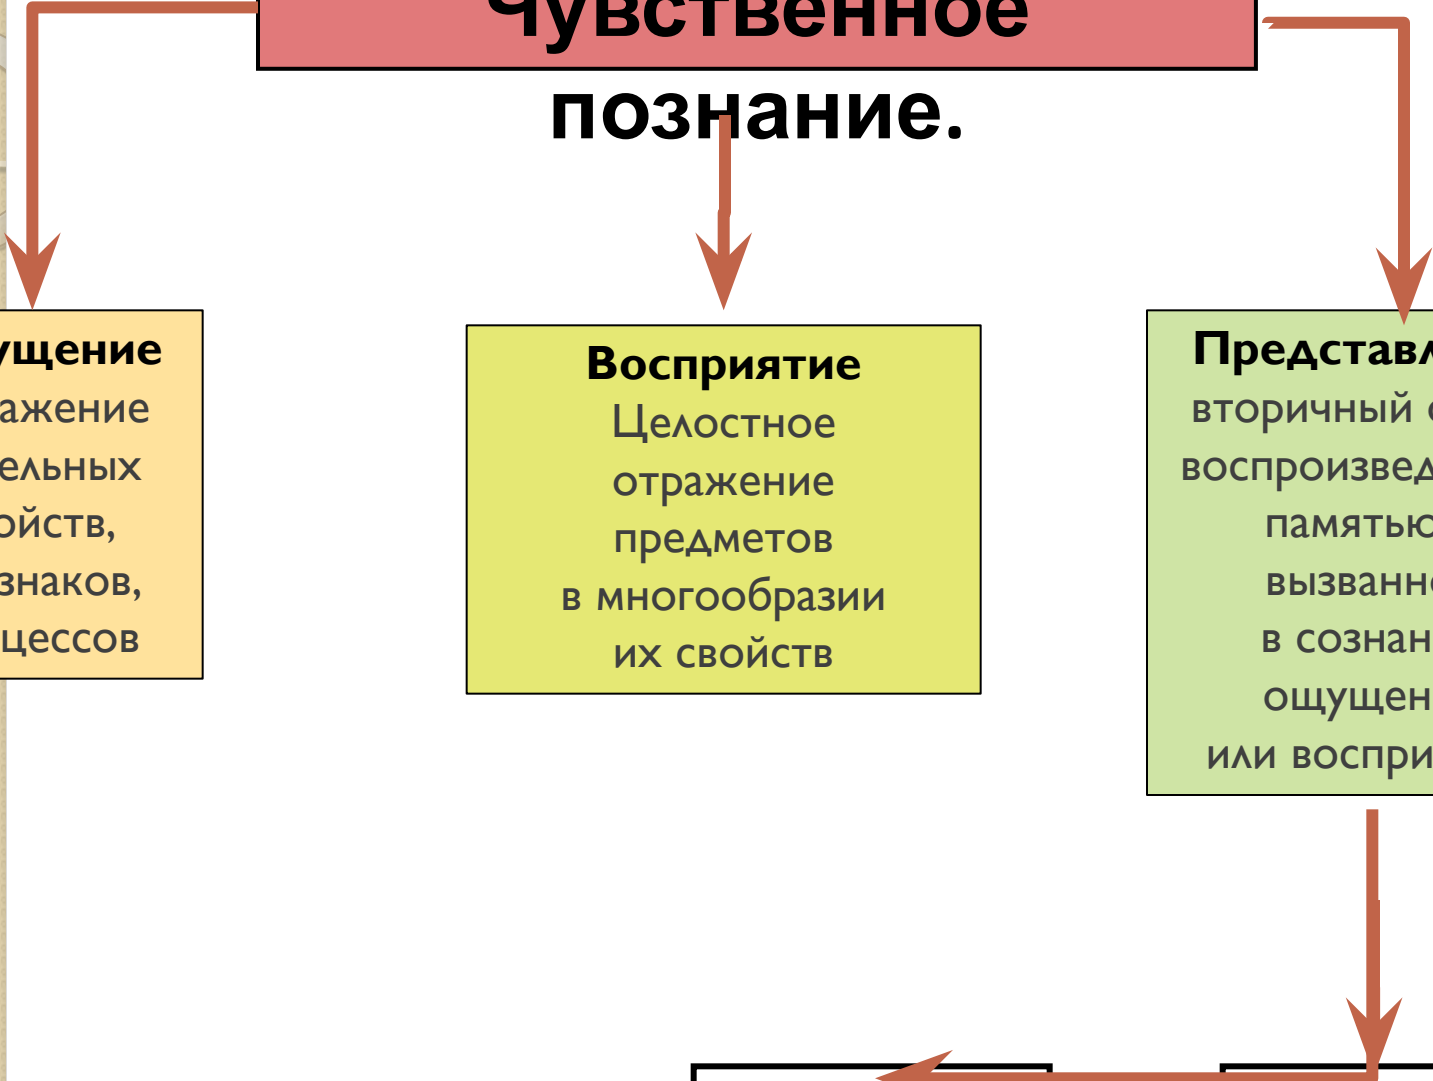 Чувственное
познание.
ущение
ажение
ельных
ойств,
знаков,
цессов
Восприятие
Целостное
отражение
предметов
в многообразии
их свойств
Представл
вторичный
воспроизвед
памятью
вызванн
в сознан
ощущен
или воспри